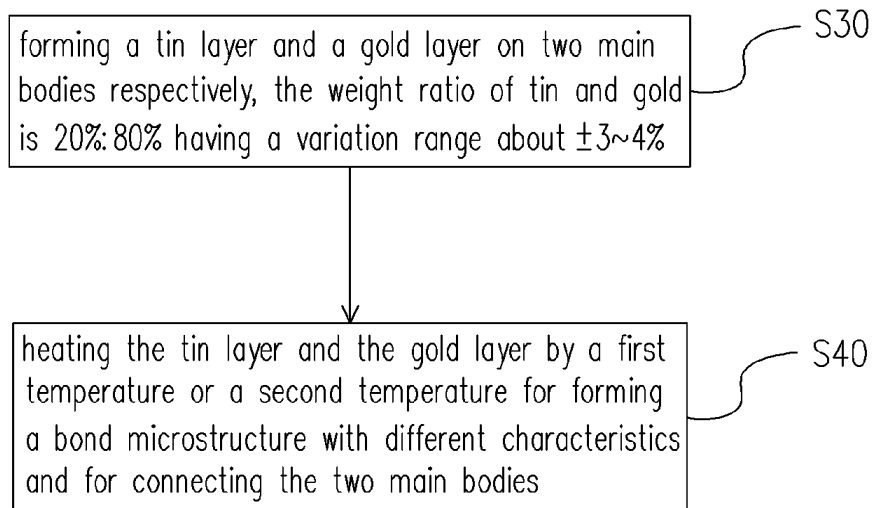 forming a tin layer and a gold layer on two main
bodies respectively, the weight ratio of tin and gold
is 20%:80% having a variation range about ±3~4%
S30
heating the tin layer and the gold layer by a first
temperature or a second temperature for forming
a bond microstructure with different characteristics
and for connecting the two main bodies
S40